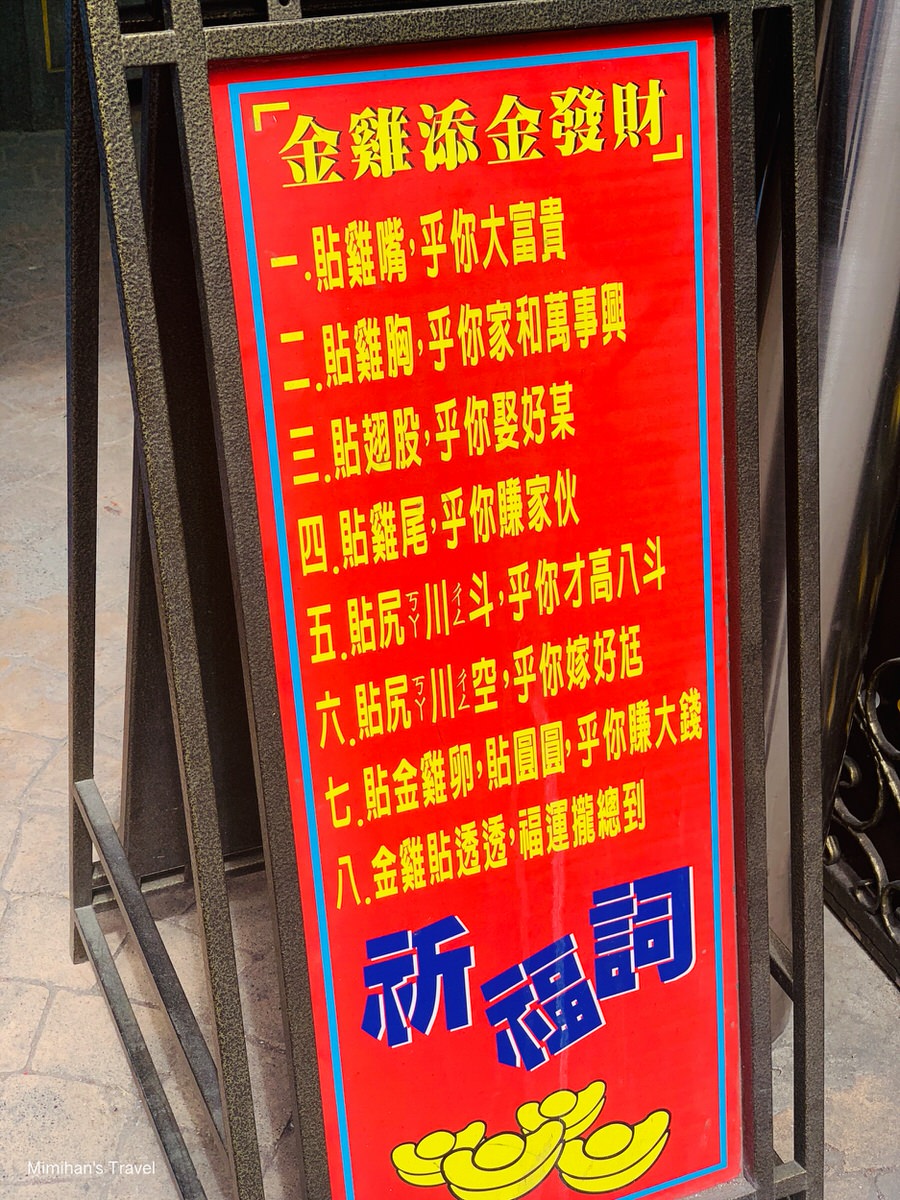 「金雞添金發財」
一.貼雞嘴,乎你大富貴
二.貼雞胸,乎你家和萬事興
三.貼翅股,乎你娶好某
四.貼雞尾,乎你賺家伙
五.貼尻ㄎㄚ川ㄔㄥ斗,乎你才高八斗
六.貼尻ㄎㄚ川ㄔㄥ空,乎你嫁好尪
七.貼金雞卵,貼圓圓,乎你賺大錢
八.金雞貼透透,福運攏總到
祈福詞
Mimihan's Travel